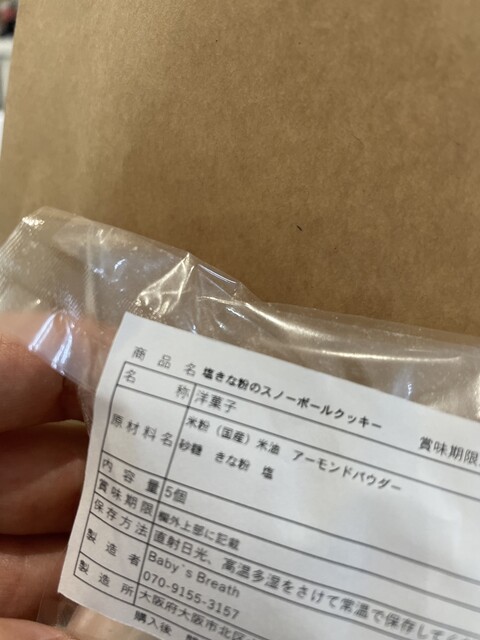 商品名 塩きな粉のスノーボールクッキー
賞味期限
名 称 洋菓子
原材料名 米粉（国産）米油 アーモンドパウダー
砂糖 きな粉 塩
内容量 5個
賞味期限 欄外上部に記載
保存方法 直射日光、高温多湿をさけて常温で保存して
製造者 Baby's Breath
070-9155-3157
製造所 大阪府大阪市北区
購入後